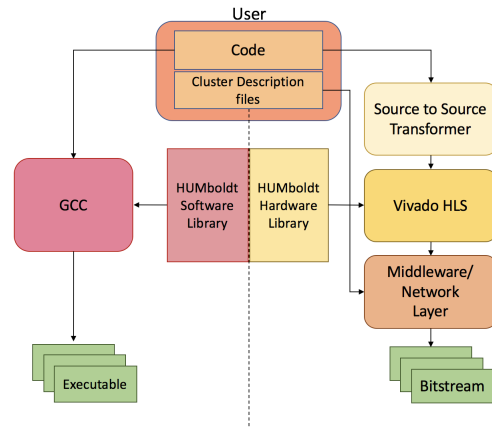 User
Code
Cluster Description
files
Source to Source
Transformer
GCC
HUMboldt
Software
Library
HUMboldt
Hardware
Library
Vivado HLS
Middleware/
Network
Layer
Executable
Bitstream